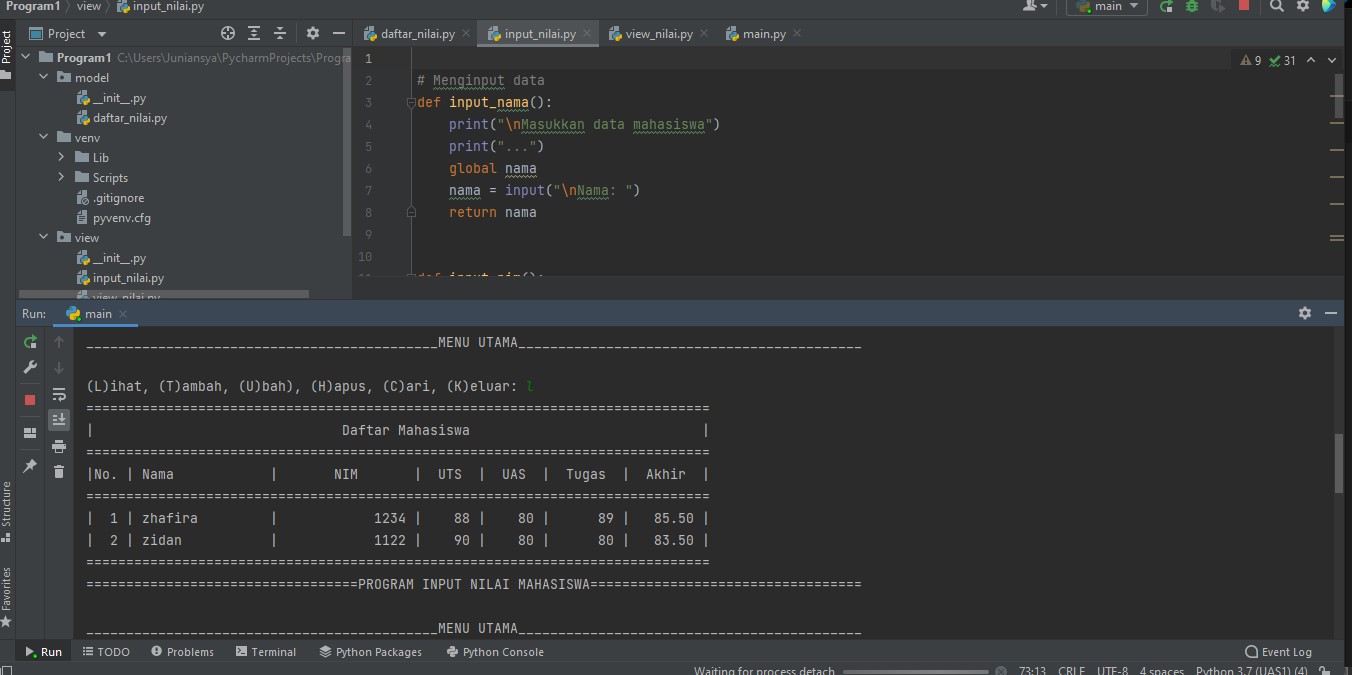 Program1 view input_nilai.py
main
Project
daftar_nilai.py input_nilai.py view_nilai.py main.py
Project
Program1 C:\Users\Juniansya\PycharmProjects\Progra
model
__init__.py
daftar_nilai.py
venv
Lib
Scripts
.gitignore
pyvenv.cfg
view
__init__.py
input_nilai.py
view_nilai.py
9 31
1
2 # Menginput data
3 def input_nama():
4 print("\nMasukkan data mahasiswa")
5 print("...")
6 global nama
7 nama = input("\nNama: ")
8 return nama
9
10
11 def input_nim():
Run: main
____________________________________________MENU UTAMA___________________________________________
(L)ihat, (T)ambah, (U)bah), (H)apus, (C)ari, (K)eluar: l
==============================================================================
| Daftar Mahasiswa |
==============================================================================
|No. | Nama | NIM | UTS | UAS | Tugas | Akhir |
==============================================================================
| 1 | zhafira | 1234 | 88 | 80 | 89 | 85.50 |
| 2 | zidan | 1122 | 90 | 80 | 80 | 83.50 |
==============================================================================
==================================PROGRAM INPUT NILAI MAHASISWA==================================
____________________________________________MENU UTAMA___________________________________________
Structure
Favorites
Run TODO Problems Terminal Python Packages Python Console Event Log
Waiting for process detach 73:13 CRLF UTF-8 4 spaces Python 3.7 (UAS1) (4)